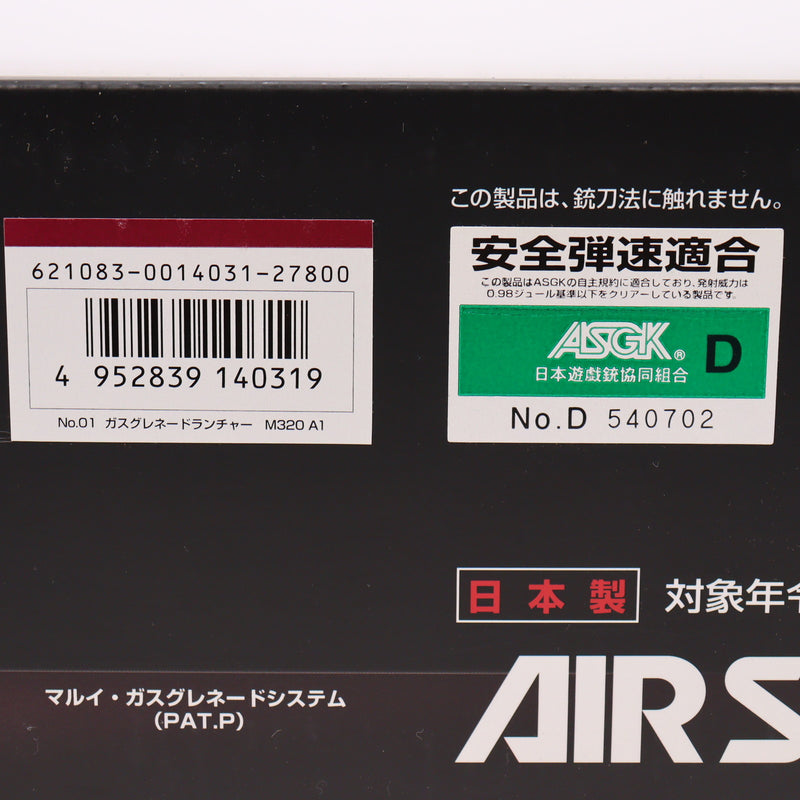 この製品は、銃刀法に触れません。
621083-0014031-27800
4 952839 140319
No.01 ガスグレネードランチャー M320 A1
安全弾速適合
この製品はASGKの自主規約に適合しており、発射威力は
0.98ジュール基準以下をクリアーしている製品です。
ASGK® D
日本遊戯銃協同組合
No.D 540702
日本製 対象年令
マルイ・ガスグレネードシステム
(PAT.P)
AIR S